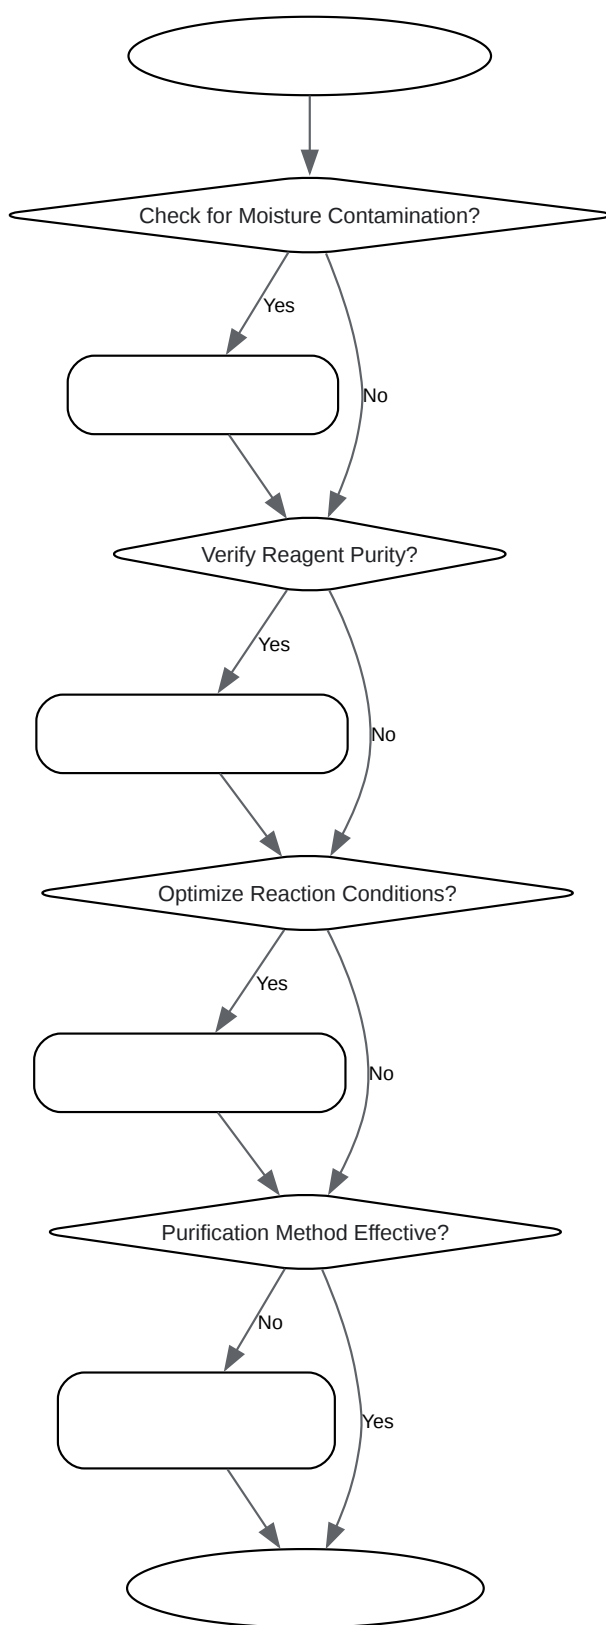 Check for Moisture Contamination?
Yes
No
Verify Reagent Purity?
Yes
No
Optimize Reaction Conditions?
Yes
No
Purification Method Effective?
No
Yes